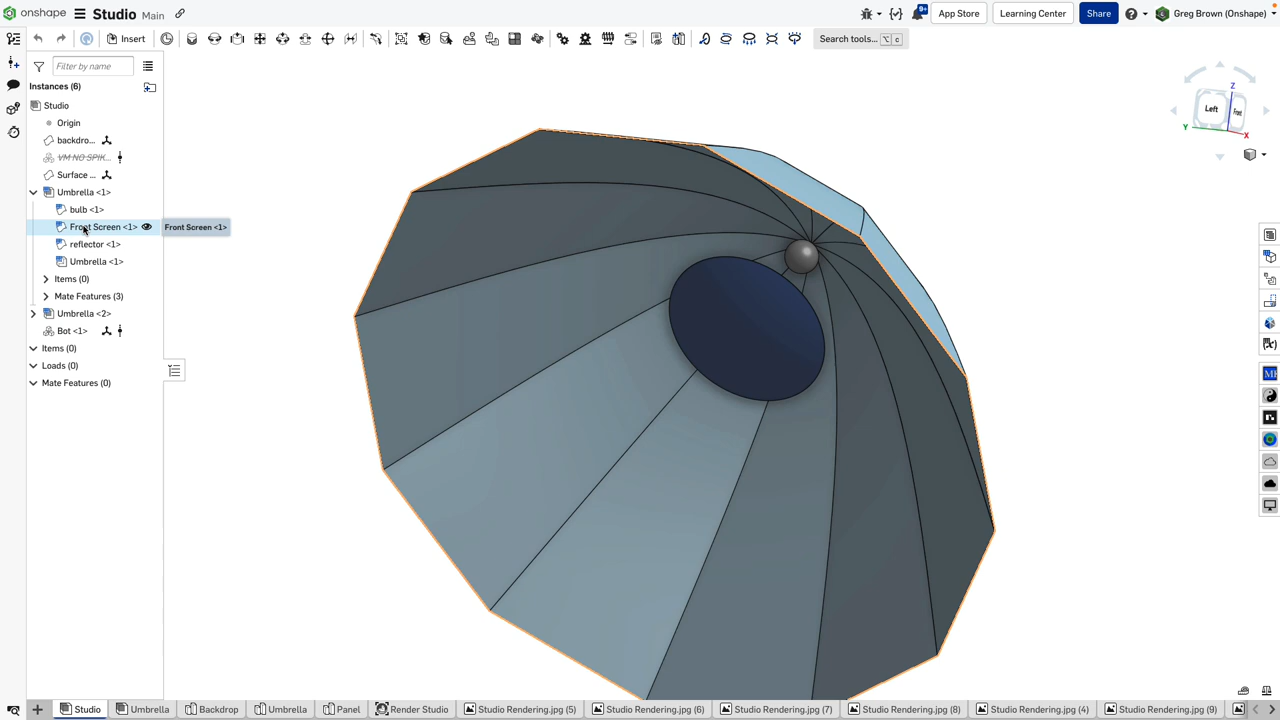 onshape Studio Main 9+ App Store Learning Center Share Greg Brown (Onshape)
Insert Search tools... ⌥ c
Filter by name
Instances (6)
Studio
Origin
backdro...
VM NO SPIK...
Surface ...
Umbrella <1>
bulb <1>
Front Screen <1> Front Screen <1>
reflector <1>
Umbrella <1>
Items (0)
Mate Features (3)
Umbrella <2>
Bot <1>
Items (0)
Loads (0)
Mate Features (0)
Z
Left Front
Y X
Studio Umbrella Backdrop Umbrella Panel Render Studio Studio Rendering.jpg (5) Studio Rendering.jpg (6) Studio Rendering.jpg (7) Studio Rendering.jpg (8) Studio Rendering.jpg (4) Studio Rendering.jpg (9)